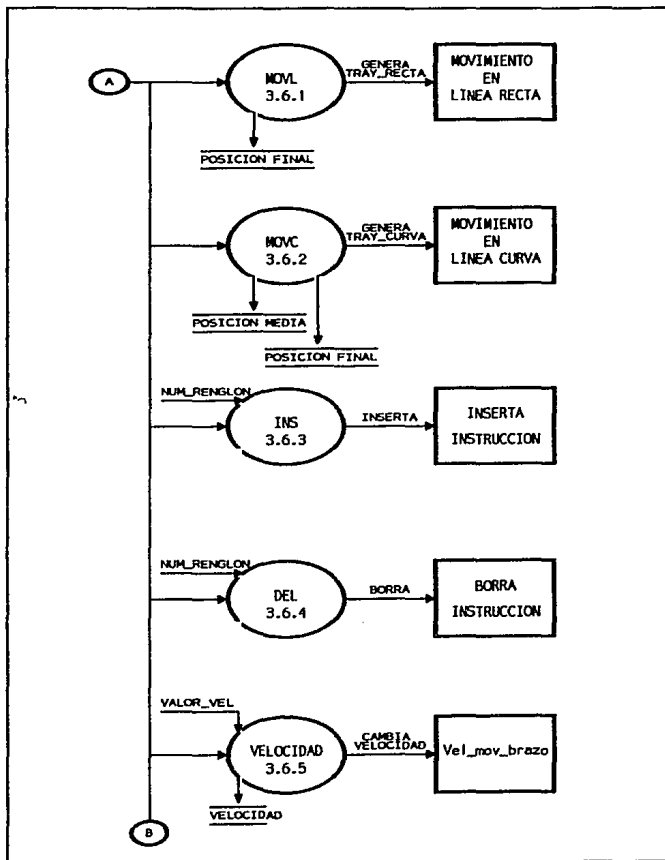 A
MOVL
3.6.1
GENERA
TRAY_RECTA
MOVIMIENTO
EN
LINEA RECTA
POSICION FINAL
MOVC
3.6.2
GENERA
TRAY_CURVA
MOVIMIENTO
EN
LINEA CURVA
POSICION MEDIA
POSICION FINAL
NUM_RENGLON
INS
3.6.3
INSERTA
INSERTA
INSTRUCCION
NUM_RENGLON
DEL
3.6.4
BORRA
BORRA
INSTRUCCION
VALOR_VEL
VELOCIDAD
3.6.5
CAMBIA
VELOCIDAD
Vel_mov_brazo
VELOCIDAD
B